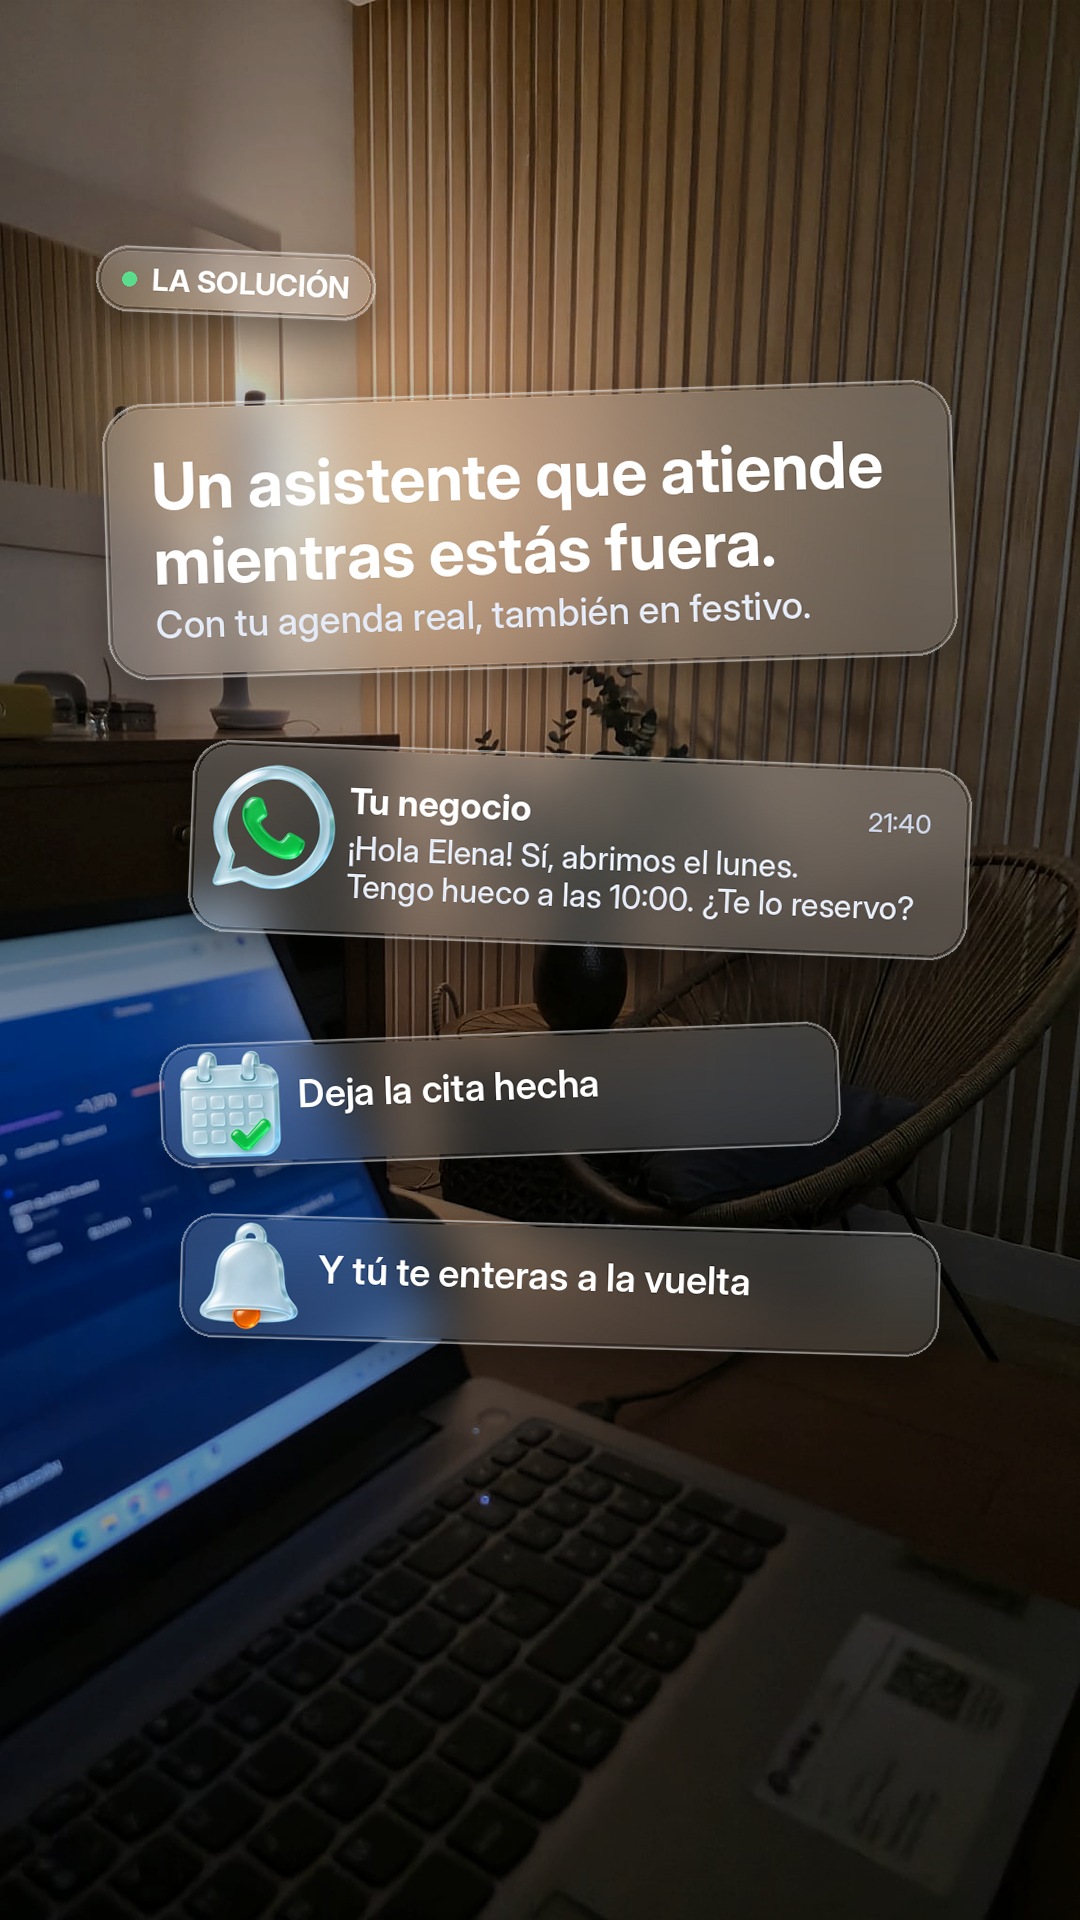 LA SOLUCIÓN
Un asistente que atiende
mientras estás fuera.
Con tu agenda real, también en festivo.
Tu negocio
21:40
¡Hola Elena! Sí, abrimos el lunes.
Tengo hueco a las 10:00. ¿Te lo reservo?
Deja la cita hecha
Y tú te enteras a la vuelta